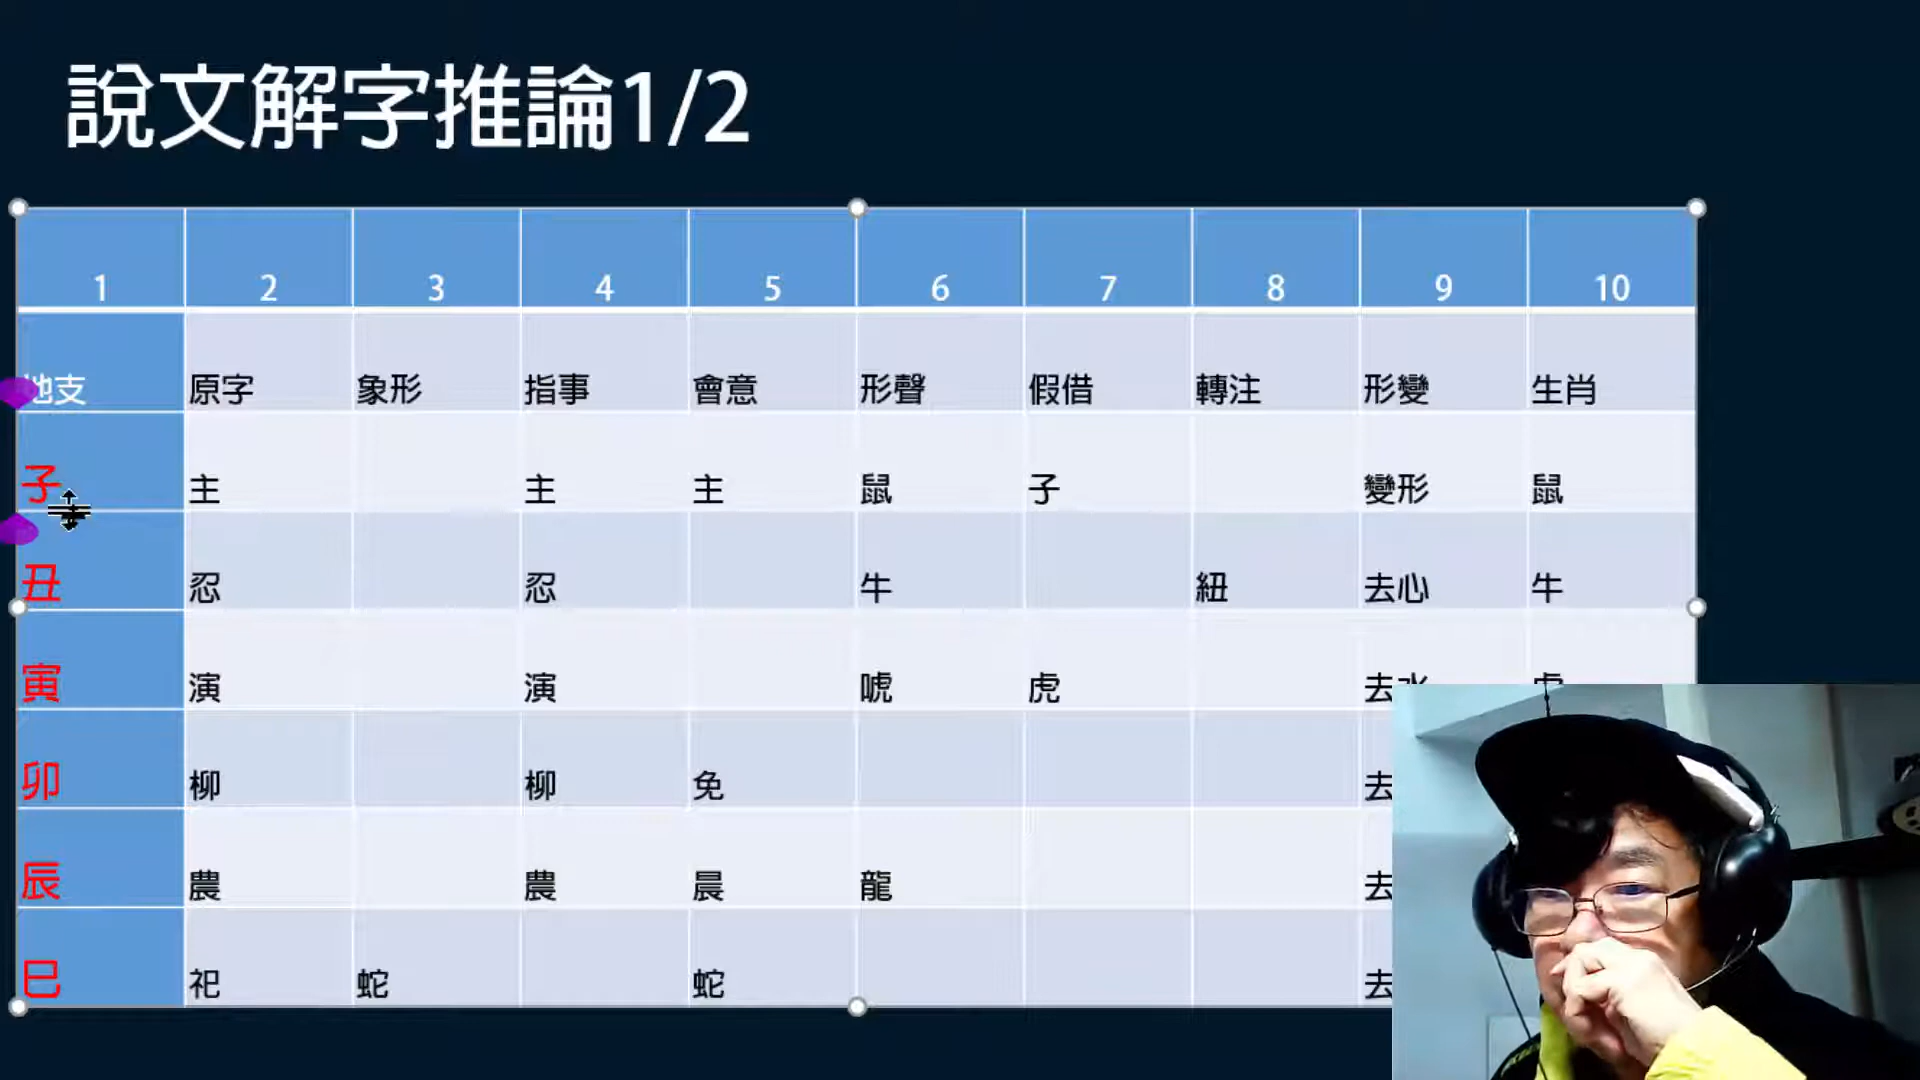 說文解字推論1/2
1 2 3 4 5 6 7 8 9 10
地支 原字 象形 指事 會意 形聲 假借 轉注 形變 生肖
子 主 主 主 鼠 子 變形 鼠
丑 忍 忍 牛 紐 去心 牛
寅 演 演 唬 虎 去
卯 柳 柳 免 去
辰 農 農 晨 龍 去
巳 祀 蛇 蛇 去